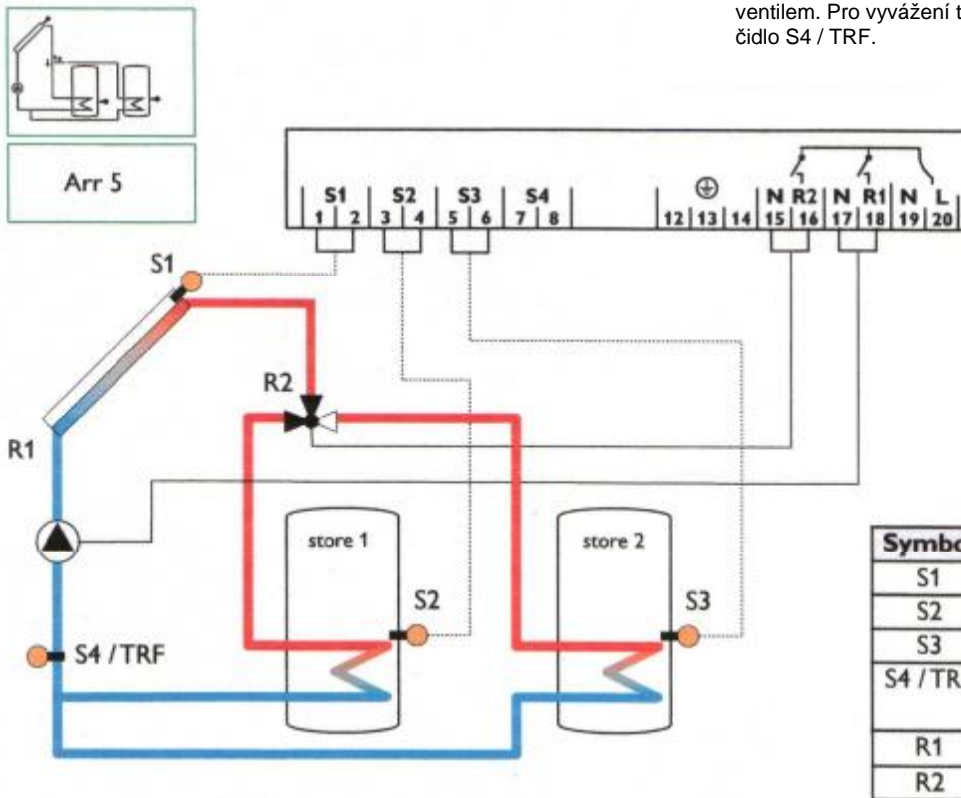 ventilem. Pro vyvážení t
čidlo S4 / TRF.
Arr 5
S1 S2 S3 S4 N R2 N R1 N L
1 2 3 4 5 6 7 8 12 13 14 15 16 17 18 19 20
S1
R2
R1
store 1
store 2
S2
S3
S4 / TRF
Symbo
S1
S2
S3
S4 / TR
R1
R2